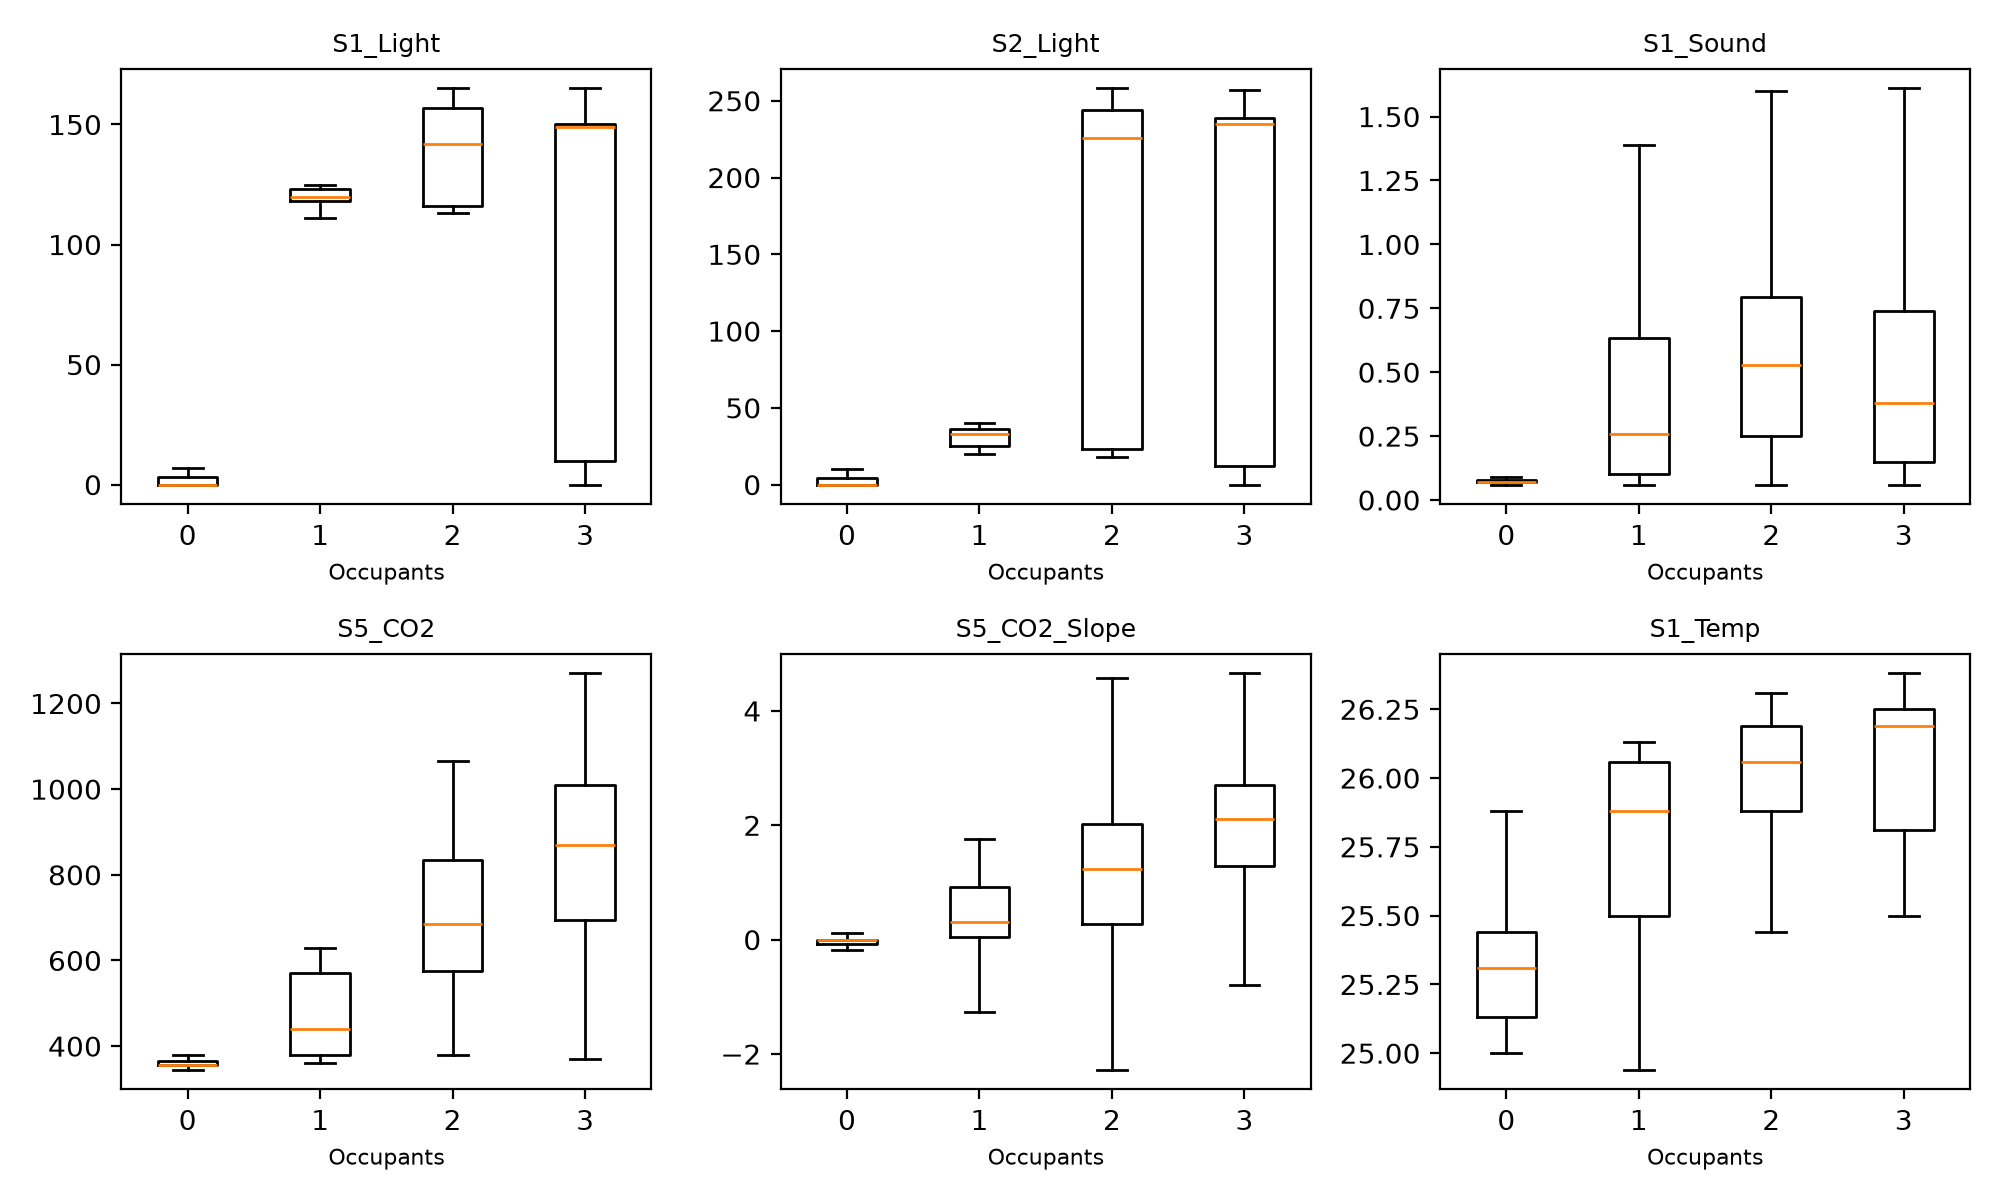 S1_Light
150
100
50
0
0 1 2 3
Occupants
S2_Light
250
200
150
100
50
0
0 1 2 3
Occupants
S1_Sound
1.50
1.25
1.00
0.75
0.50
0.25
0.00
0 1 2 3
Occupants
S5_CO2
1200
1000
800
600
400
0 1 2 3
Occupants
S5_CO2_Slope
4
2
0
−2
0 1 2 3
Occupants
S1_Temp
26.25
26.00
25.75
25.50
25.25
25.00
0 1 2 3
Occupants